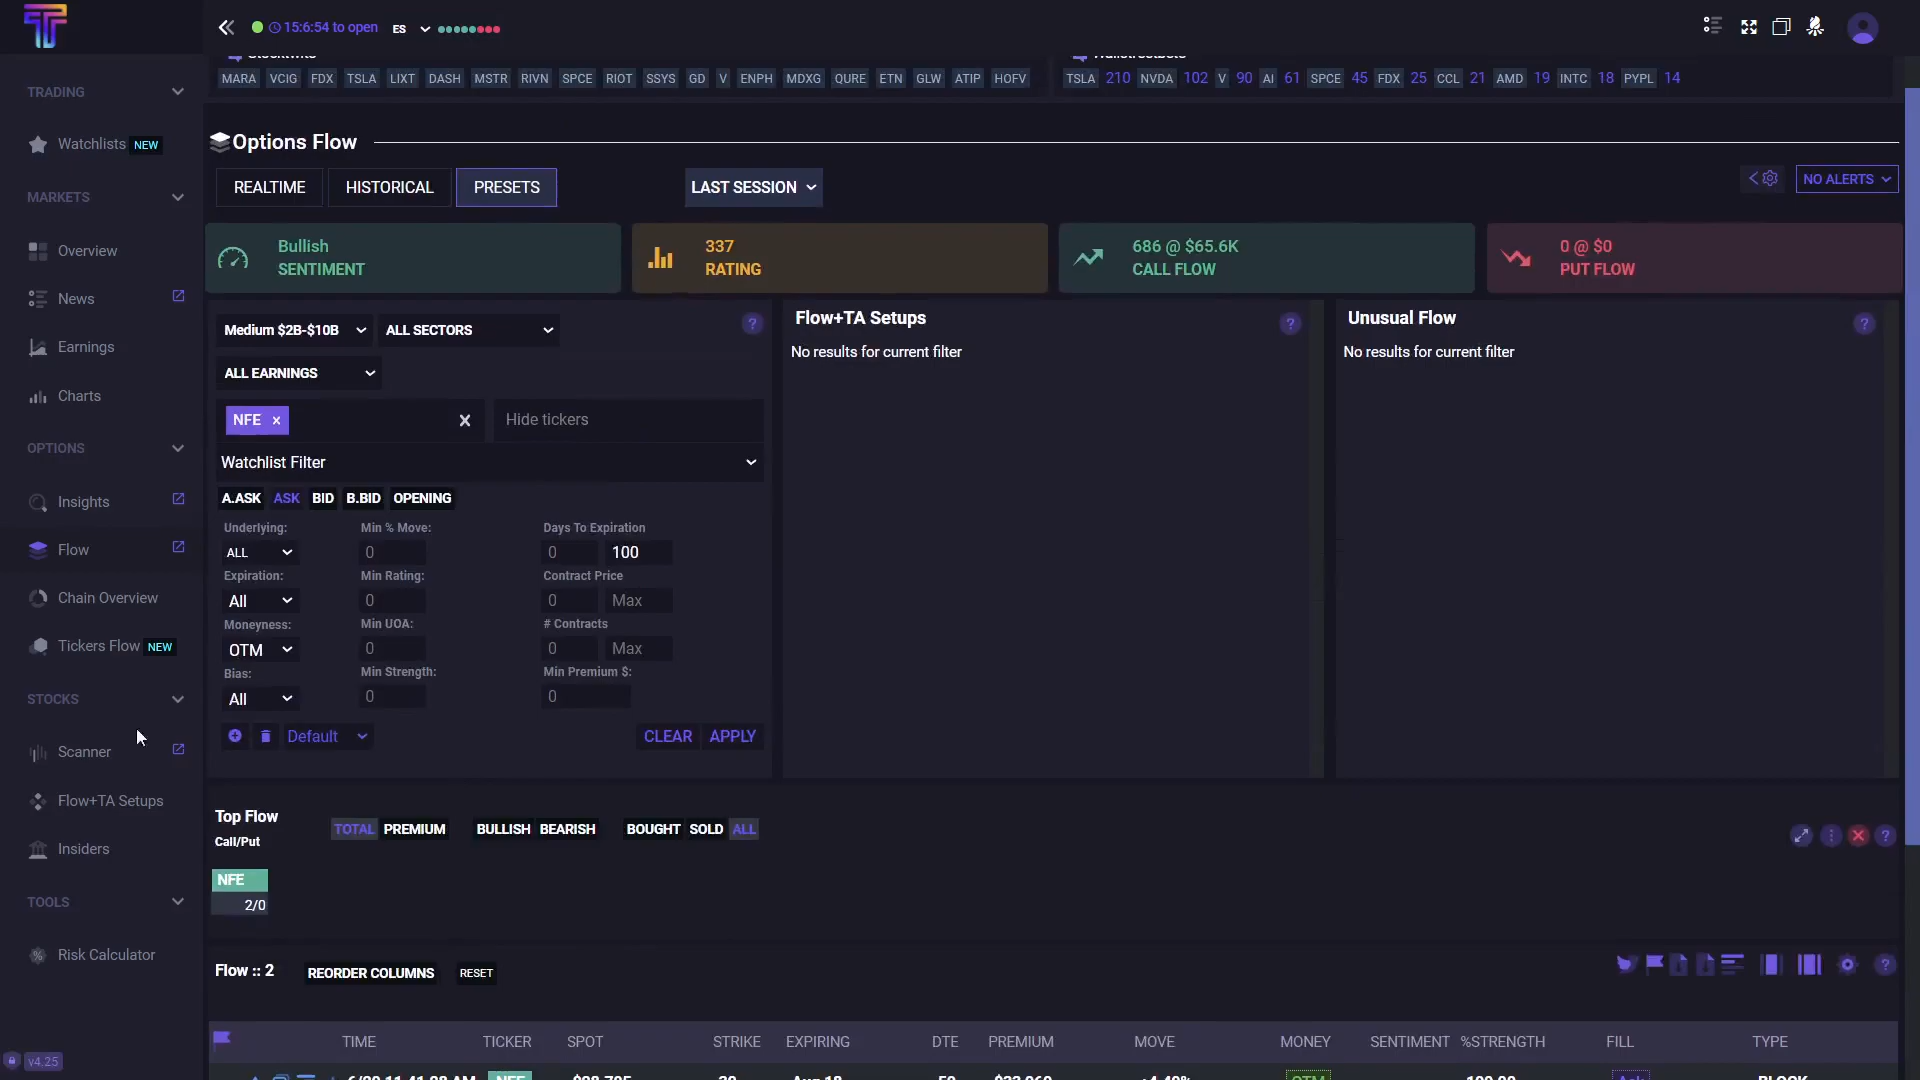 15:6:54 to open ES
MARA VCIG FDX TSLA LIXT DASH MSTR RIVN SPCE RIOT SSYS GD V ENPH MDXG QURE ETN GLW ATIP HOFV
TSLA 210 NVDA 102 V 90 AI 61 SPCE 45 FDX 25 CCL 21 AMD 19 INTC 18 PYPL 14
TRADING
Watchlists NEW
MARKETS
Overview
News
Earnings
Charts
OPTIONS
Insights
Flow
Chain Overview
Tickers Flow NEW
STOCKS
Scanner
Flow+TA Setups
Insiders
TOOLS
Risk Calculator
v4.25
Options Flow
REALTIME HISTORICAL PRESETS LAST SESSION
NO ALERTS
Bullish
SENTIMENT
337
RATING
686 @ $65.6K
CALL FLOW
0 @ $0
PUT FLOW
Medium $2B-$10B ALL SECTORS ?
ALL EARNINGS
NFE × Hide tickers
Watchlist Filter
A.ASK ASK BID B.BID OPENING
Underlying: Min % Move: Days To Expiration
ALL 0 0 100
Expiration: Min Rating: Contract Price
All 0 0 Max
Moneyness: Min UOA: # Contracts
OTM 0 0 Max
Bias: Min Strength: Min Premium $:
All 0 0
Default CLEAR APPLY
Flow+TA Setups ?
No results for current filter
Unusual Flow ?
No results for current filter
Top Flow
Call/Put
TOTAL PREMIUM BULLISH BEARISH BOUGHT SOLD ALL ?
NFE
2/0
Flow :: 2 REORDER COLUMNS RESET ?
TIME TICKER SPOT STRIKE EXPIRING DTE PREMIUM MOVE MONEY SENTIMENT %STRENGTH FILL TYPE